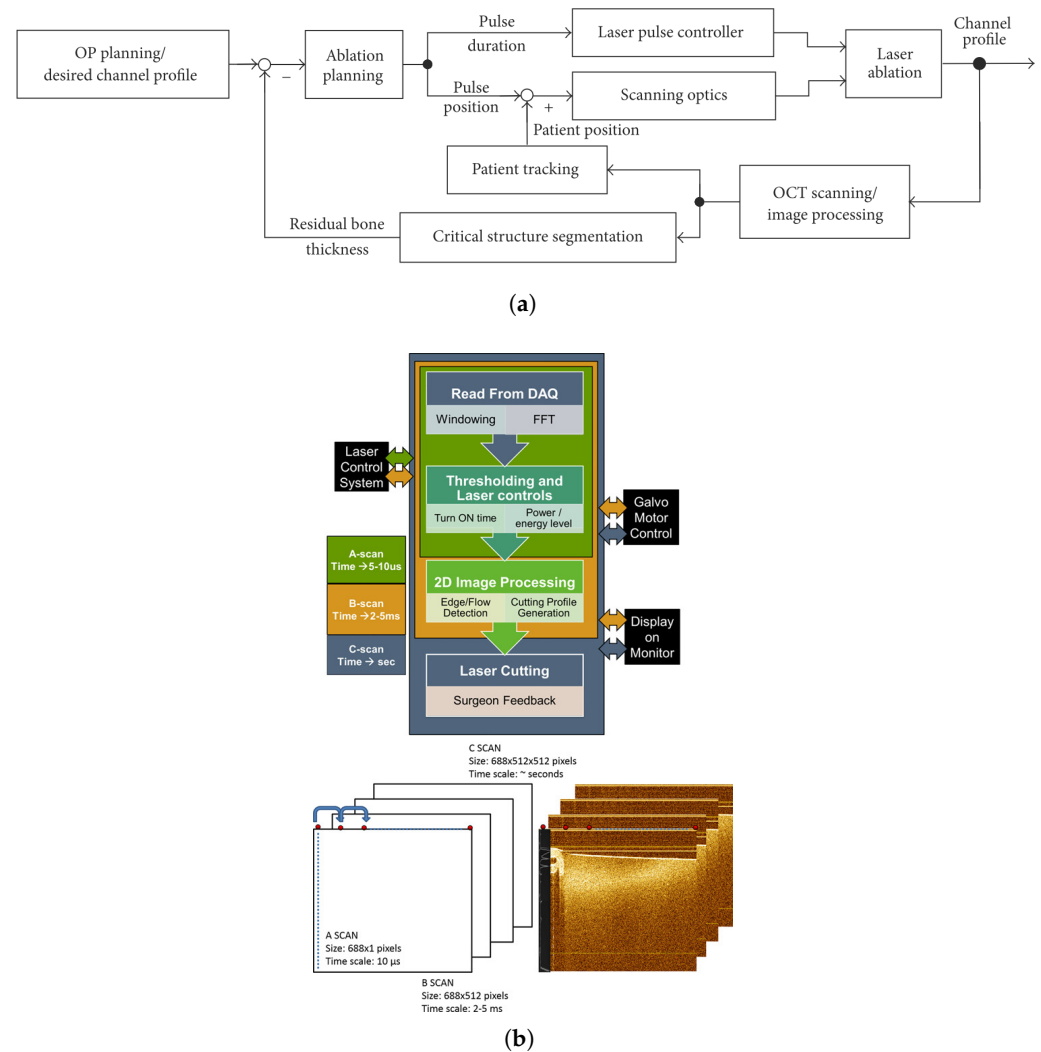 OP planning/
desired channel profile
−
Ablation
planning
Pulse
duration
Pulse
position
Laser pulse controller
+
Scanning optics
Laser
ablation
Channel
profile
Patient position
Patient tracking
OCT scanning/
image processing
Residual bone
thickness
Critical structure segmentation
(a)
Read From DAQ
Windowing
FFT
Laser
Control
System
Thresholding and
Laser controls
Turn ON time
Power /
energy level
Galvo
Motor
Control
A-scan
Time →5-10us
B-scan
Time →2-5ms
C-scan
Time → sec
2D Image Processing
Edge/Flow
Detection
Cutting Profile
Generation
Display
on
Monitor
Laser Cutting
Surgeon Feedback
C SCAN
Size: 688x512x512 pixels
Time scale: ~ seconds
A SCAN
Size: 688x1 pixels
Time scale: 10 µs
B SCAN
Size: 688x512 pixels
Time scale: 2-5 ms
(b)